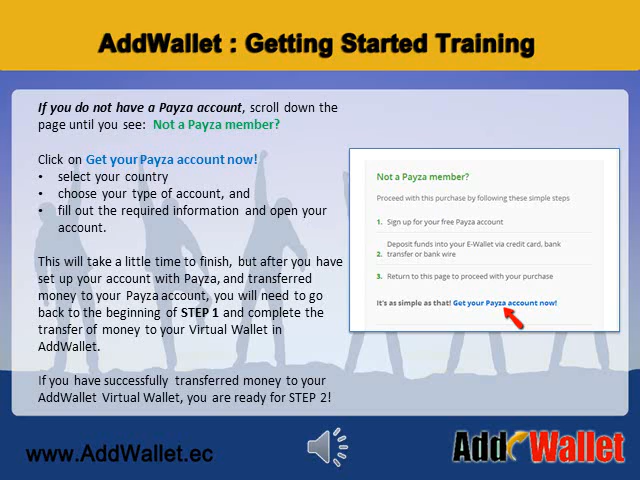 AddWallet : Getting Started Training
If you do not have a Payza account, scroll down the
page until you see: Not a Payza member?
Click on Get your Payza account now!
• select your country
• choose your type of account, and
• fill out the required information and open your
account.
This will take a little time to finish, but after you have
set up your account with Payza, and transferred
money to your Payza account, you will need to go
back to the beginning of STEP 1 and complete the
transfer of money to your Virtual Wallet in
AddWallet.
If you have successfully transferred money to your
AddWallet Virtual Wallet, you are ready for STEP 2!
Not a Payza member?
Proceed with this purchase by following these simple steps
1. Sign up for your free Payza account
Deposit funds into your E-Wallet via credit card, bank
2. transfer or bank wire
3. Return to this page to proceed with your purchase
It's as simple as that! Get your Payza account now!
www.AddWallet.ec
Add Wallet